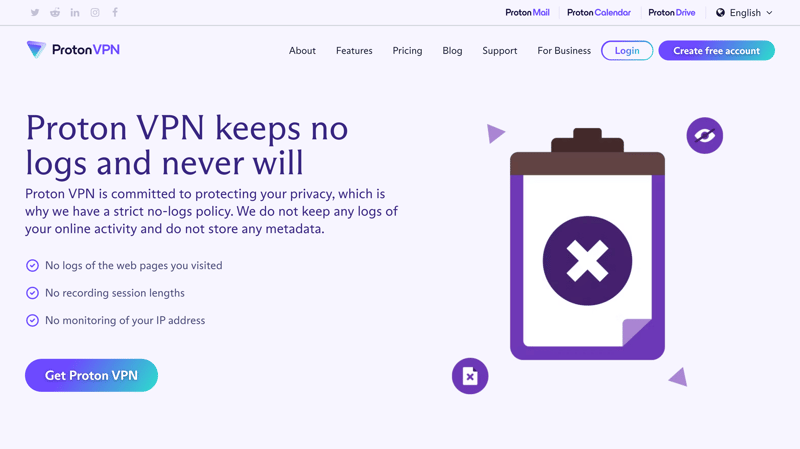 Proton Mail
Proton Calendar
Proton Drive
English
Proton VPN
About
Features
Pricing
Blog
Support
For Business
Login
Create free account
Proton VPN keeps no
logs and never will
Proton VPN is committed to protecting your privacy, which is
why we have a strict no-logs policy. We do not keep any logs of
your online activity and do not store any metadata.
No logs of the web pages you visited
No recording session lengths
No monitoring of your IP address
Get Proton VPN